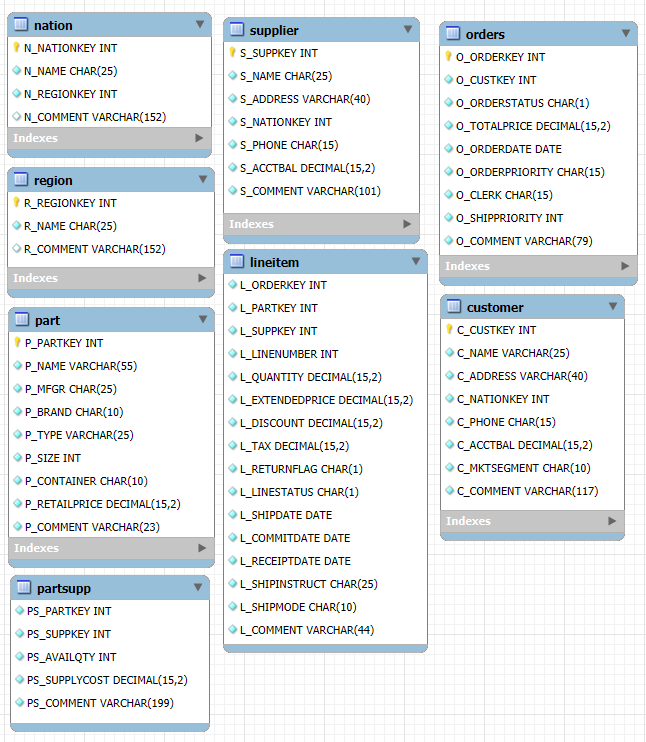 nation
N_NATIONKEY INT
N_NAME CHAR(25)
N_REGIONKEY INT
N_COMMENT VARCHAR(152)
Indexes
region
R_REGIONKEY INT
R_NAME CHAR(25)
R_COMMENT VARCHAR(152)
Indexes
part
P_PARTKEY INT
P_NAME VARCHAR(55)
P_MFGR CHAR(25)
P_BRAND CHAR(10)
P_TYPE VARCHAR(25)
P_SIZE INT
P_CONTAINER CHAR(10)
P_RETAILPRICE DECIMAL(15,2)
P_COMMENT VARCHAR(23)
Indexes
partsupp
PS_PARTKEY INT
PS_SUPPKEY INT
PS_AVAILQTY INT
PS_SUPPLYCOST DECIMAL(15,2)
PS_COMMENT VARCHAR(199)
supplier
S_SUPPKEY INT
S_NAME CHAR(25)
S_ADDRESS VARCHAR(40)
S_NATIONKEY INT
S_PHONE CHAR(15)
S_ACCTBAL DECIMAL(15,2)
S_COMMENT VARCHAR(101)
Indexes
lineitem
L_ORDERKEY INT
L_PARTKEY INT
L_SUPPKEY INT
L_LINENUMBER INT
L_QUANTITY DECIMAL(15,2)
L_EXTENDEDPRICE DECIMAL(15,2)
L_DISCOUNT DECIMAL(15,2)
L_TAX DECIMAL(15,2)
L_RETURNFLAG CHAR(1)
L_LINESTATUS CHAR(1)
L_SHIPDATE DATE
L_COMMITDATE DATE
L_RECEIPTDATE DATE
L_SHIPINSTRUCT CHAR(25)
L_SHIPMODE CHAR(10)
L_COMMENT VARCHAR(44)
orders
O_ORDERKEY INT
O_CUSTKEY INT
O_ORDERSTATUS CHAR(1)
O_TOTALPRICE DECIMAL(15,2)
O_ORDERDATE DATE
O_ORDERPRIORITY CHAR(15)
O_CLERK CHAR(15)
O_SHIPPRIORITY INT
O_COMMENT VARCHAR(79)
Indexes
customer
C_CUSTKEY INT
C_NAME VARCHAR(25)
C_ADDRESS VARCHAR(40)
C_NATIONKEY INT
C_PHONE CHAR(15)
C_ACCTBAL DECIMAL(15,2)
C_MKTSEGMENT CHAR(10)
C_COMMENT VARCHAR(117)
Indexes